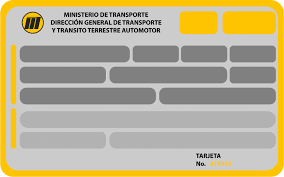 MINISTERIO DE TRANSPORTE
DIRECCIÓN GENERAL DE TRANSPORTE
Y TRANSITO TERRESTRE AUTOMOTOR
TARJETA
No.